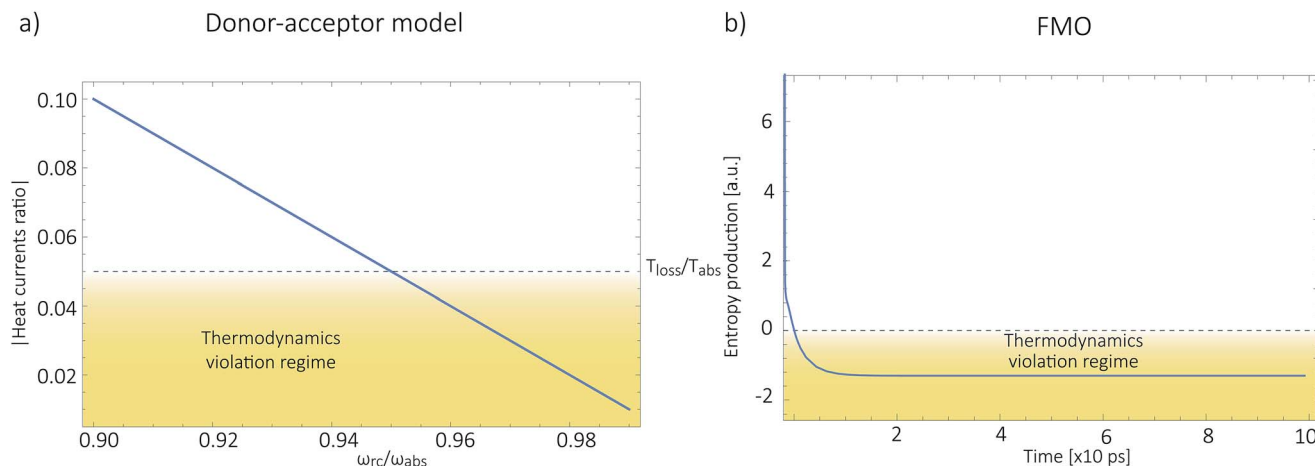 a)
Donor-acceptor model
|Heat currents ratio|
0.10
0.08
0.06
0.04
0.02
T_loss/T_abs
Thermodynamics
violation regime
0.90
0.92
0.94
0.96
0.98
ω_rc/ω_abs
b)
FMO
Entropy production [a.u.]
6
4
2
0
-2
Thermodynamics
violation regime
2
4
6
8
10
Time [x10 ps]